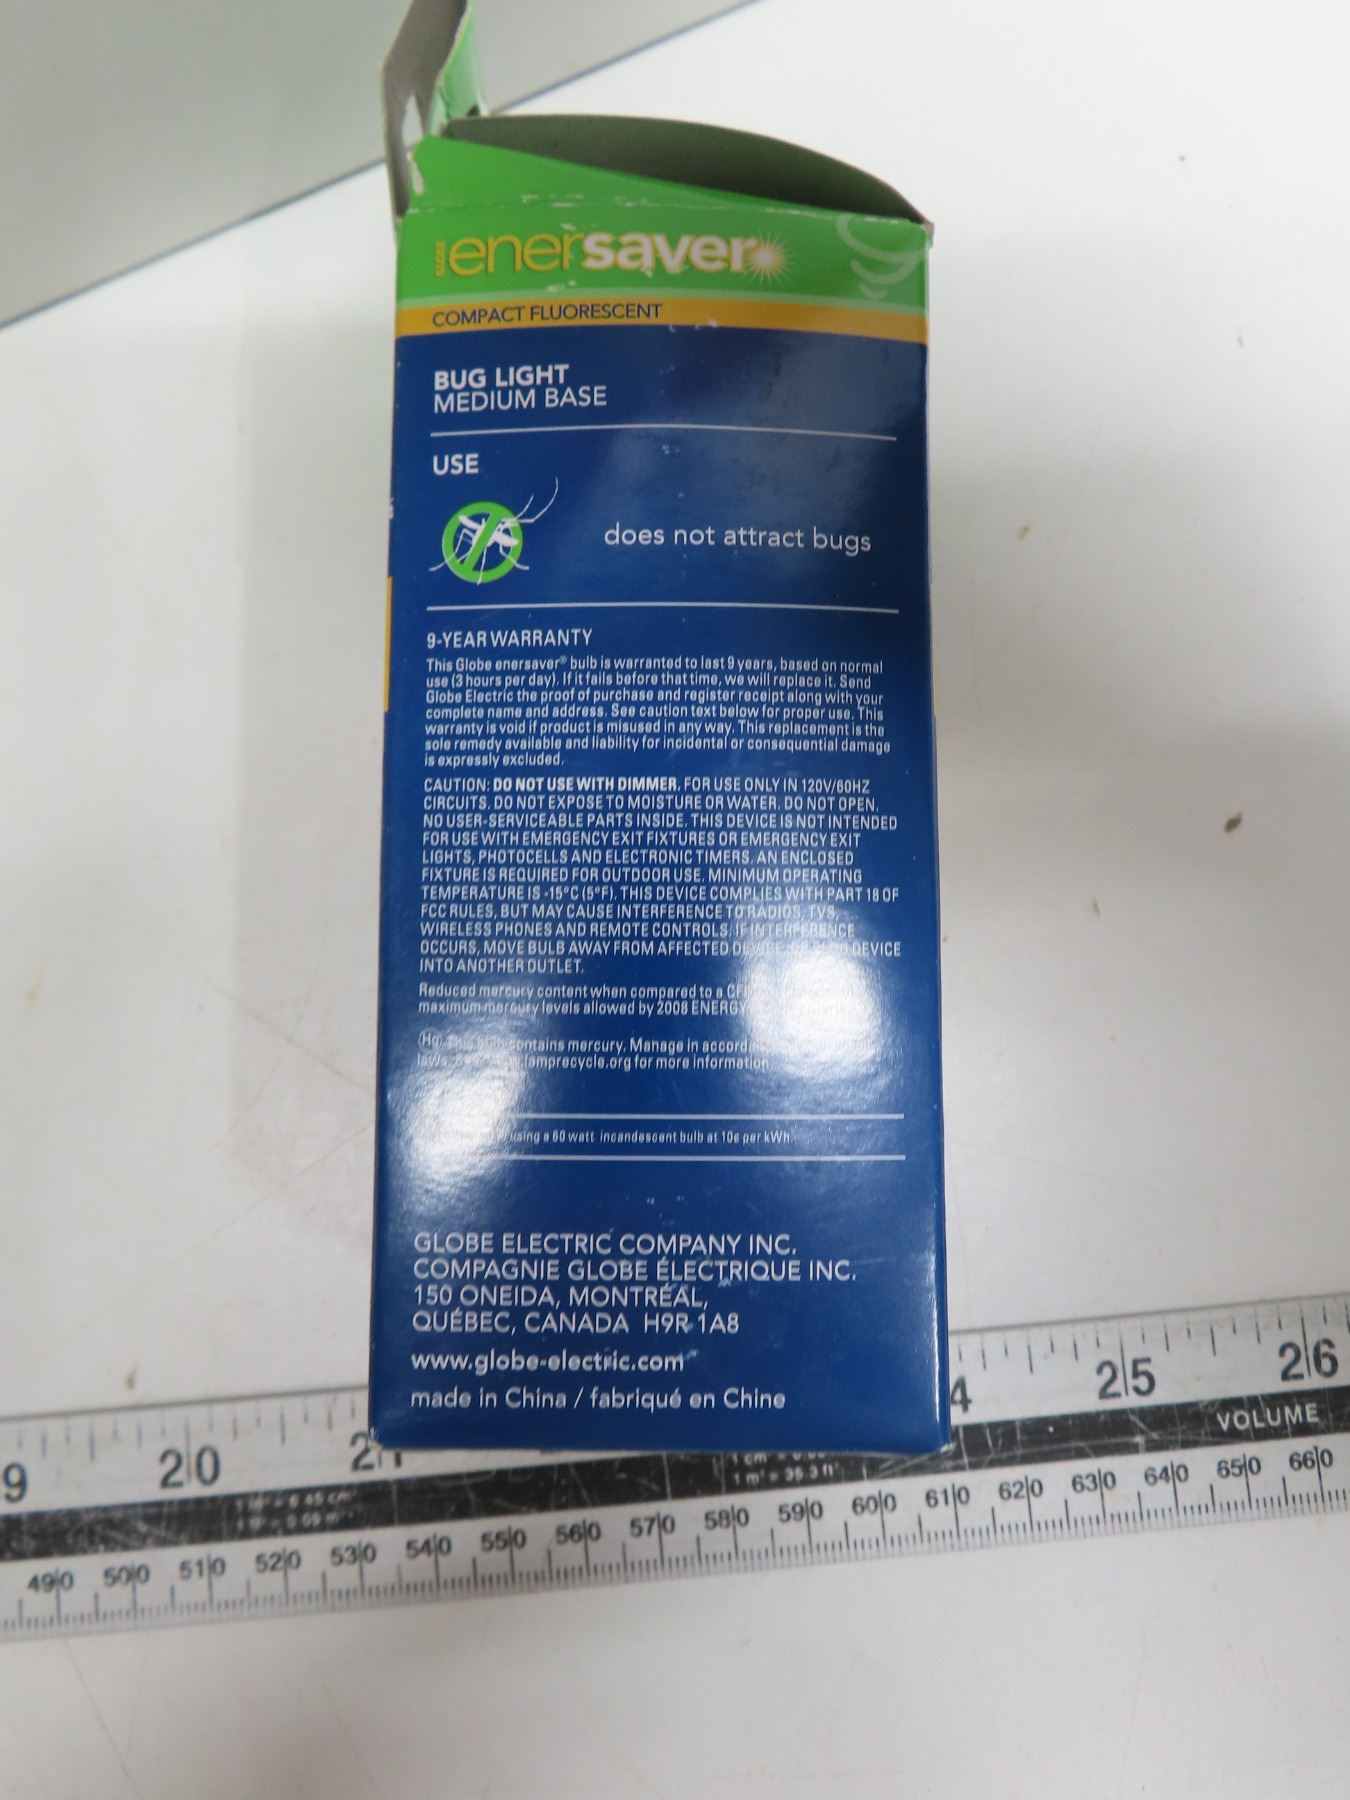 GLOBE enersaver
COMPACT FLUORESCENT
BUG LIGHT
MEDIUM BASE
USE
does not attract bugs
9-YEAR WARRANTY
This Globe enersaver® bulb is warranted to last 9 years, based on normal
use (3 hours per day). If it fails before that time, we will replace it. Send
Globe Electric the proof of purchase and register receipt along with your
complete name and address. See caution text below for proper use. This
warranty is void if product is misused in any way. This replacement is the
sole remedy available and liability for incidental or consequential damage
is expressly excluded.
CAUTION: DO NOT USE WITH DIMMER. FOR USE ONLY IN 120V/60HZ
CIRCUITS. DO NOT EXPOSE TO MOISTURE OR WATER. DO NOT OPEN.
NO USER-SERVICEABLE PARTS INSIDE. THIS DEVICE IS NOT INTENDED
FOR USE WITH EMERGENCY EXIT FIXTURES OR EMERGENCY EXIT
LIGHTS, PHOTOCELLS AND ELECTRONIC TIMERS. AN ENCLOSED
FIXTURE IS REQUIRED FOR OUTDOOR USE. MINIMUM OPERATING
TEMPERATURE IS -15°C (5°F). THIS DEVICE COMPLIES WITH PART 18 OF
FCC RULES, BUT MAY CAUSE INTERFERENCE TO RADIOS, TVS,
WIRELESS PHONES AND REMOTE CONTROLS. IF INTERFERENCE
OCCURS, MOVE BULB AWAY FROM AFFECTED DEVICE OR PLUG DEVICE
INTO ANOTHER OUTLET.
Reduced mercury content when compared to a
maximum mercury levels allowed by 2008 ENERGY
Hg This bulb contains mercury. Manage in
lamprecycle.org for more information
using a 60 watt incandescent bulb at 10¢ per kWh.
GLOBE ELECTRIC COMPANY INC.
COMPAGNIE GLOBE ÉLECTRIQUE INC.
150 ONEIDA, MONTRÉAL,
QUÉBEC, CANADA H9R 1A8
www.globe-electric.com
made in China / fabriqué en Chine
9 20 21 4 25 26
VOLUME
1 m³ = 35.3 ft³
490 500 510 520 530 540 550 560 570 580 590 600 610 620 630 640 650 660